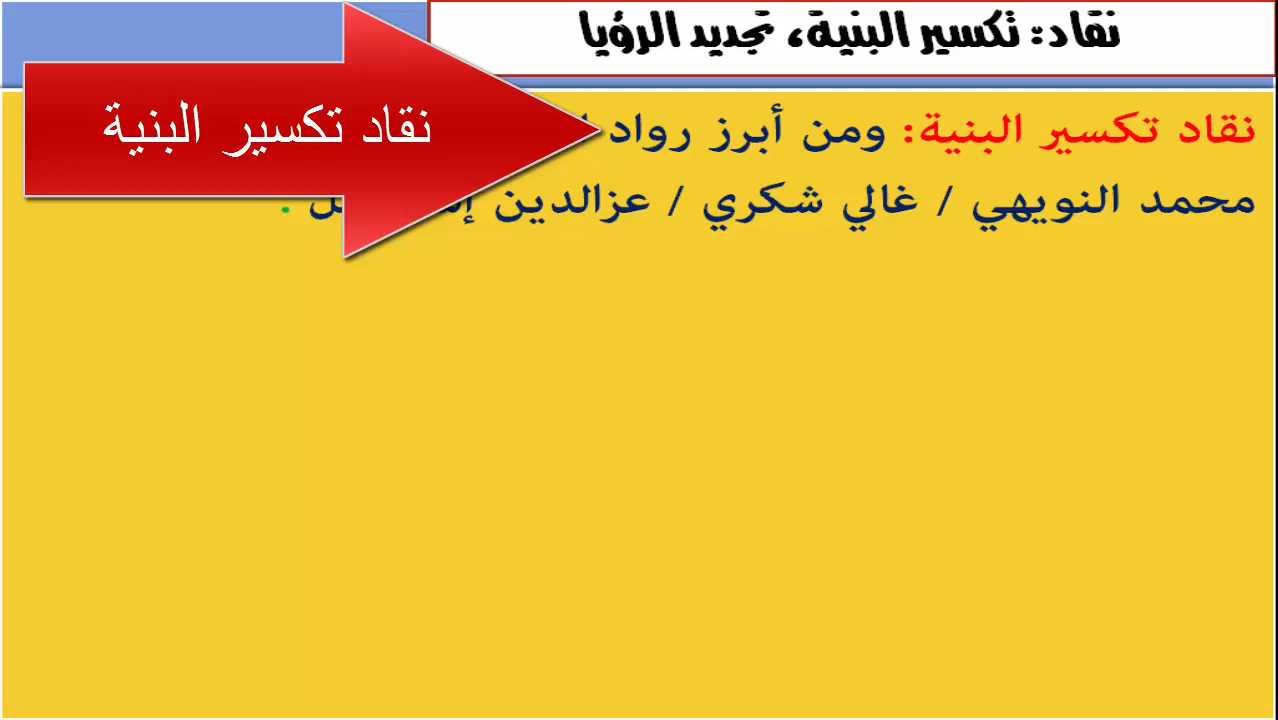 نقاد: تكسير البنية، تجديد الرؤيا
نقاد تكسير البنية
نقاد تكسير البنية: ومن أبرز رواد
محمد النويهي / غالي شكري / عزالدين